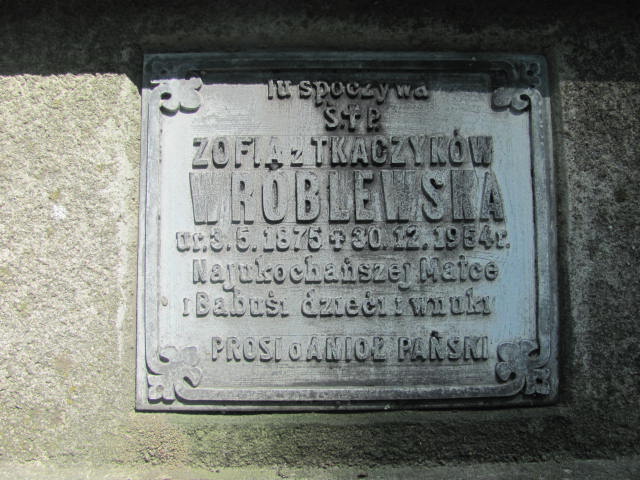 Tu spoczywa
Ś.†P.
ZOFIA z TKACZYKÓW
WRÓBLEWSKA
ur. 3.5.1875 ✝ 30.12.1954r.
Najukochańszej Matce
i Babusi dzieci i wnuki
PROSI o ANIOŁ PAŃSKI